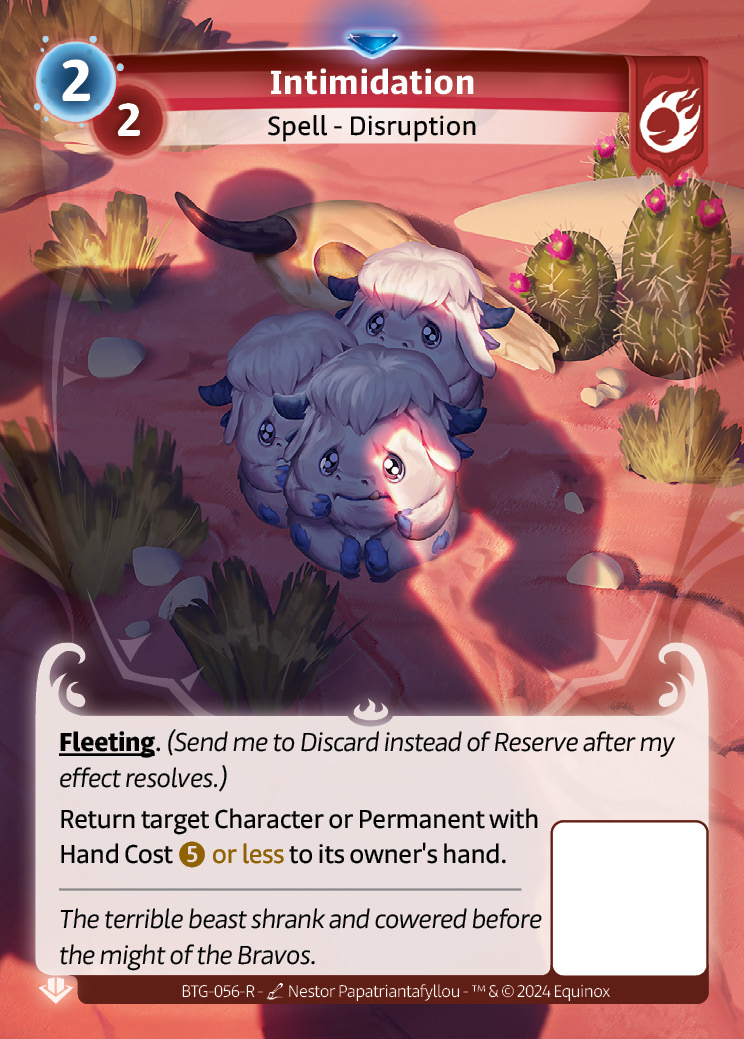 2
Intimidation
2
Spell - Disruption
Fleeting. (Send me to Discard instead of Reserve after my
effect resolves.)
Return target Character or Permanent with
Hand Cost 5 or less to its owner's hand.
The terrible beast shrank and cowered before
the might of the Bravos.
BTG-056-R - Nestor Papatriantafyllou - ™ & © 2024 Equinox